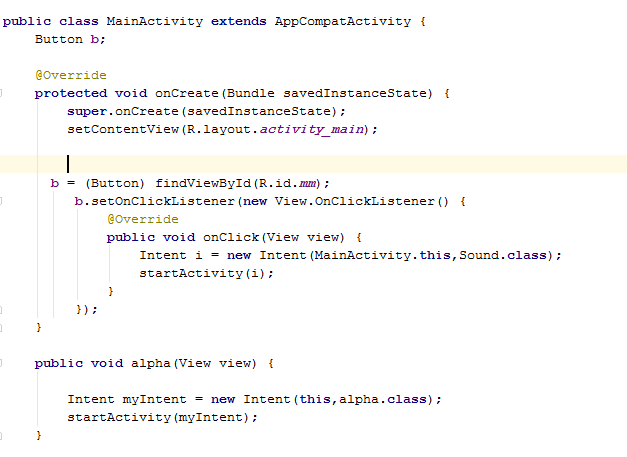 public class MainActivity extends AppCompatActivity {
Button b;
@Override
protected void onCreate(Bundle savedInstanceState) {
super.onCreate(savedInstanceState);
setContentView(R.layout.activity_main);
b = (Button) findViewById(R.id.mm);
b.setOnClickListener(new View.OnClickListener() {
@Override
public void onClick(View view) {
Intent i = new Intent(MainActivity.this,Sound.class);
startActivity(i);
}
});
}
public void alpha(View view) {
Intent myIntent = new Intent(this,alpha.class);
startActivity(myIntent);
}